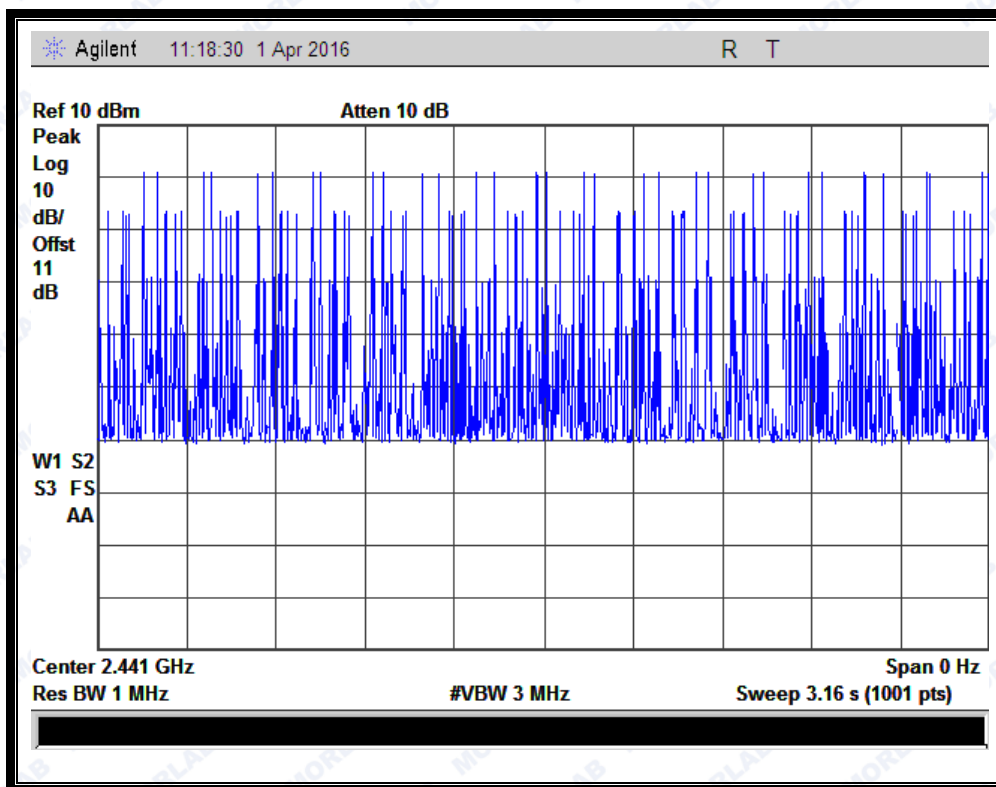 Agilent 11:18:30 1 Apr 2016 R T
Ref 10 dBm Atten 10 dB
Peak
Log
10
dB/
Offst
11
dB
W1 S2
S3 FS
AA
Center 2.441 GHz Span 0 Hz
Res BW 1 MHz #VBW 3 MHz Sweep 3.16 s (1001 pts)